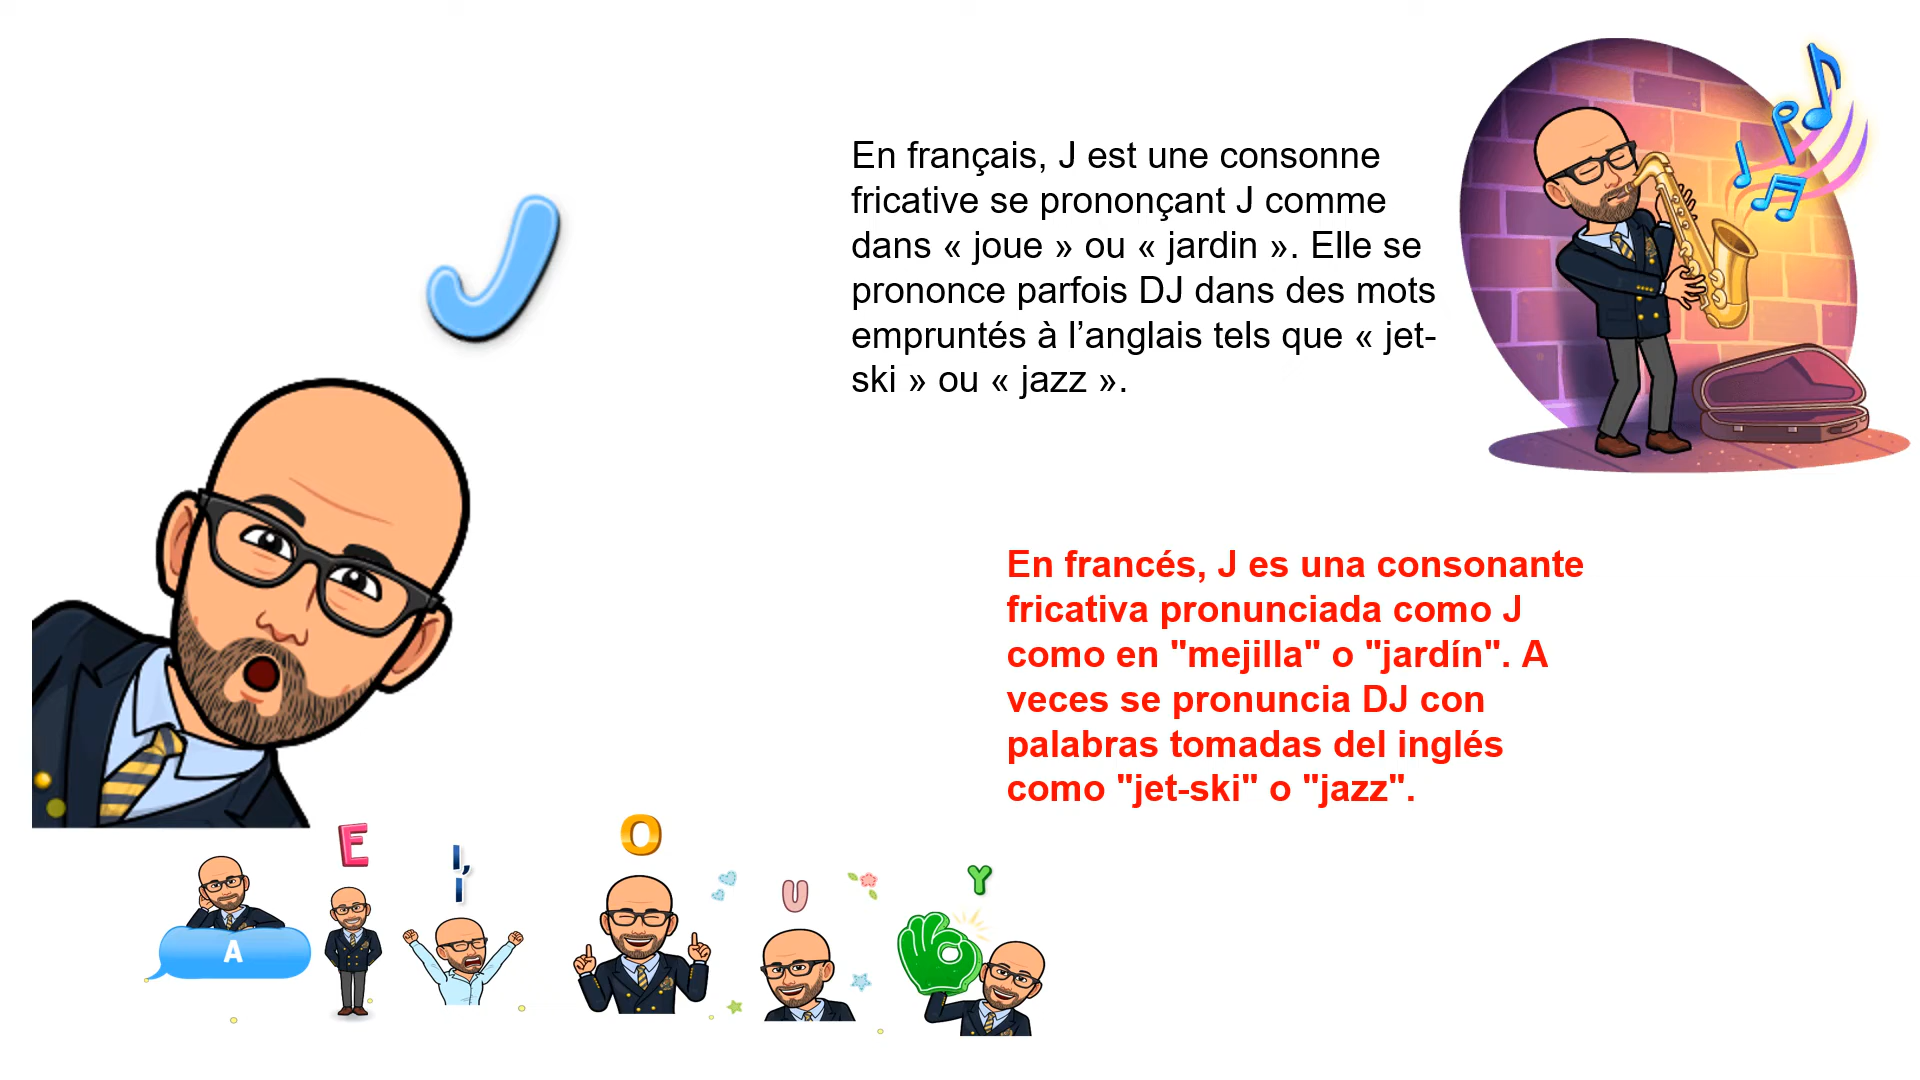 J
En français, J est une consonne
fricative se prononçant J comme
dans « joue » ou « jardin ». Elle se
prononce parfois DJ dans des mots
empruntés à l’anglais tels que « jet-
ski » ou « jazz ».
En francés, J es una consonante
fricativa pronunciada como J
como en "mejilla" o "jardín". A
veces se pronuncia DJ con
palabras tomadas del inglés
como "jet-ski" o "jazz".
A
E
I,
I
O
U
Y